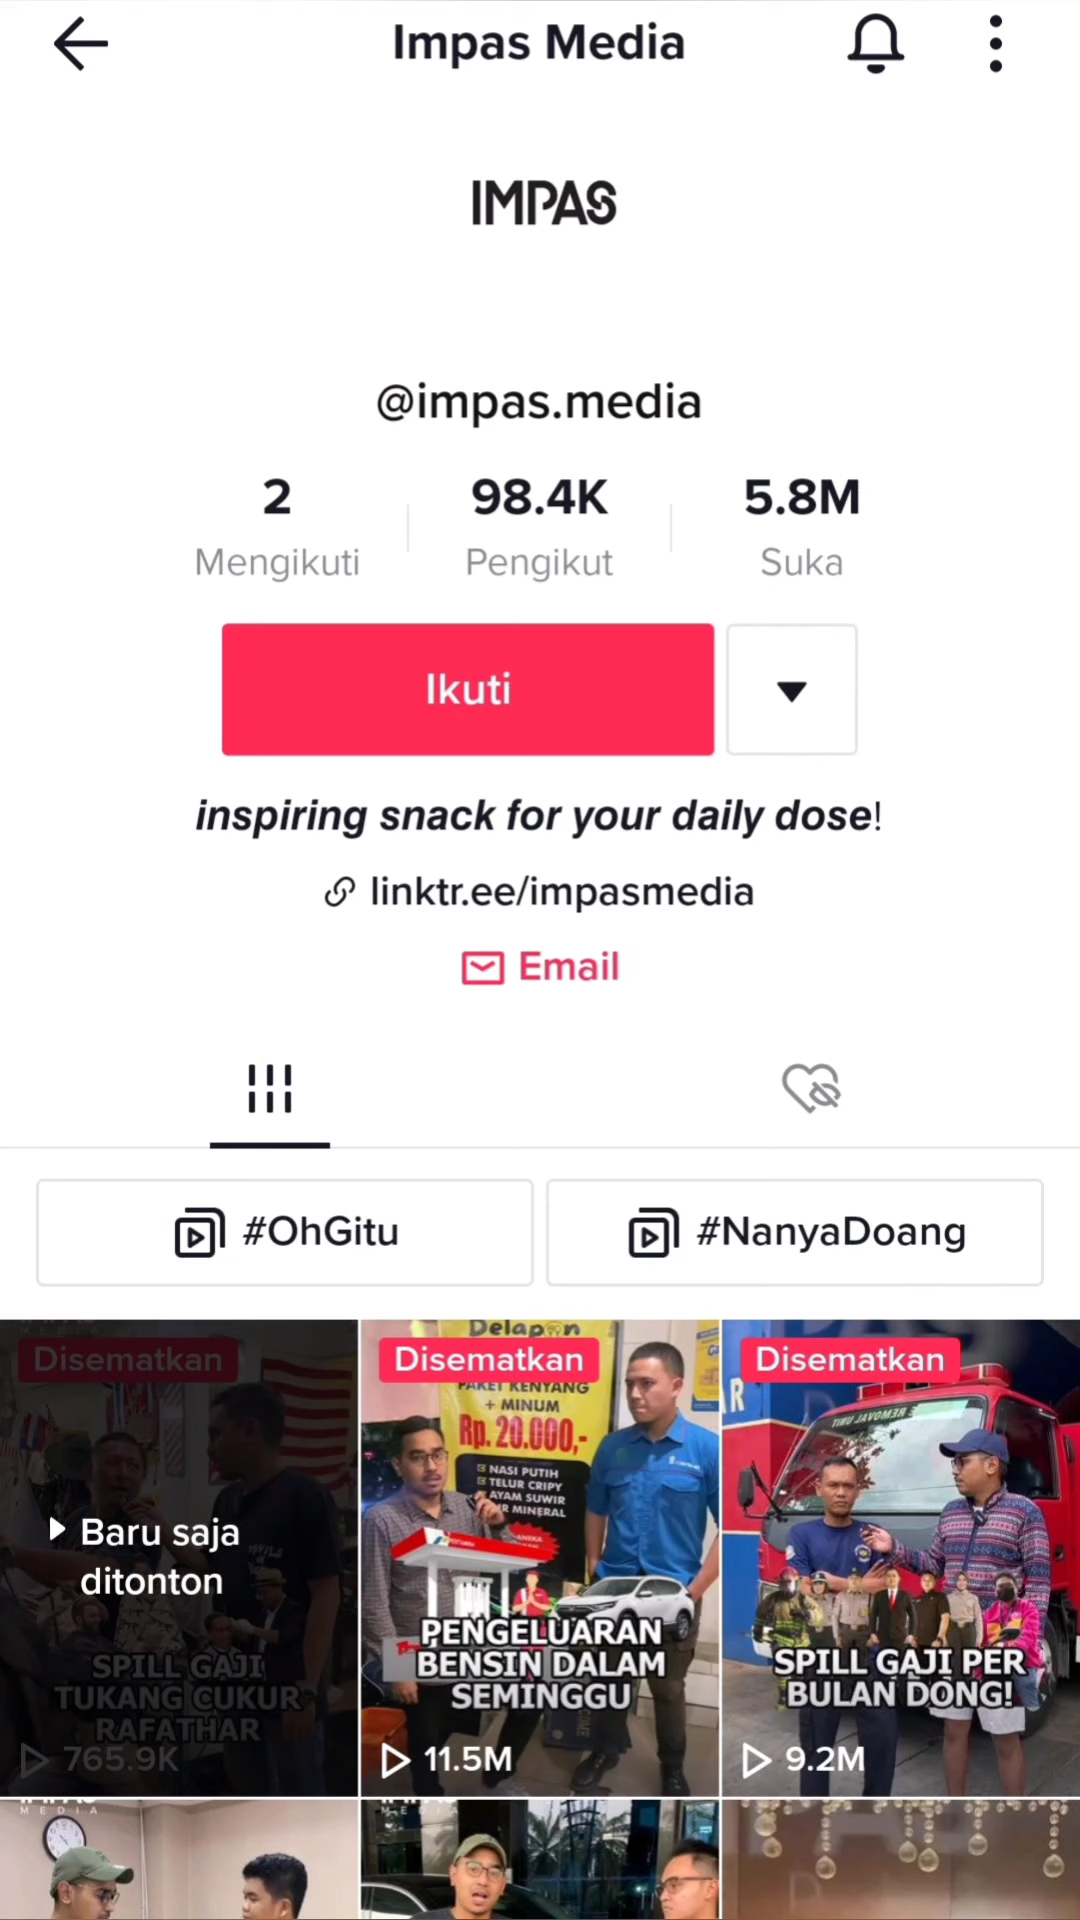 Impas Media
IMPAS
@impas.media
2
98.4K
5.8M
Mengikuti
Pengikut
Suka
Ikuti
inspiring snack for your daily dose!
linktr.ee/impasmedia
Email
#OhGitu
#NanyaDoang
Disematkan
Baru saja
ditonton
SPILL GAJI
TUKANG CUKUR
RAFATHAR
765.9K
Delapan
Disematkan
PAKET KENYANG
+ MINUM
Rp. 20.000,-
NASI PUTIH
TELUR CRIPY
AYAM SUWIR
MINERAL
PENGELUARAN
BENSIN DALAM
SEMINGGU
11.5M
Disematkan
SPILL GAJI PER
BULAN DONG!
9.2M
MEDIA
MEDIA